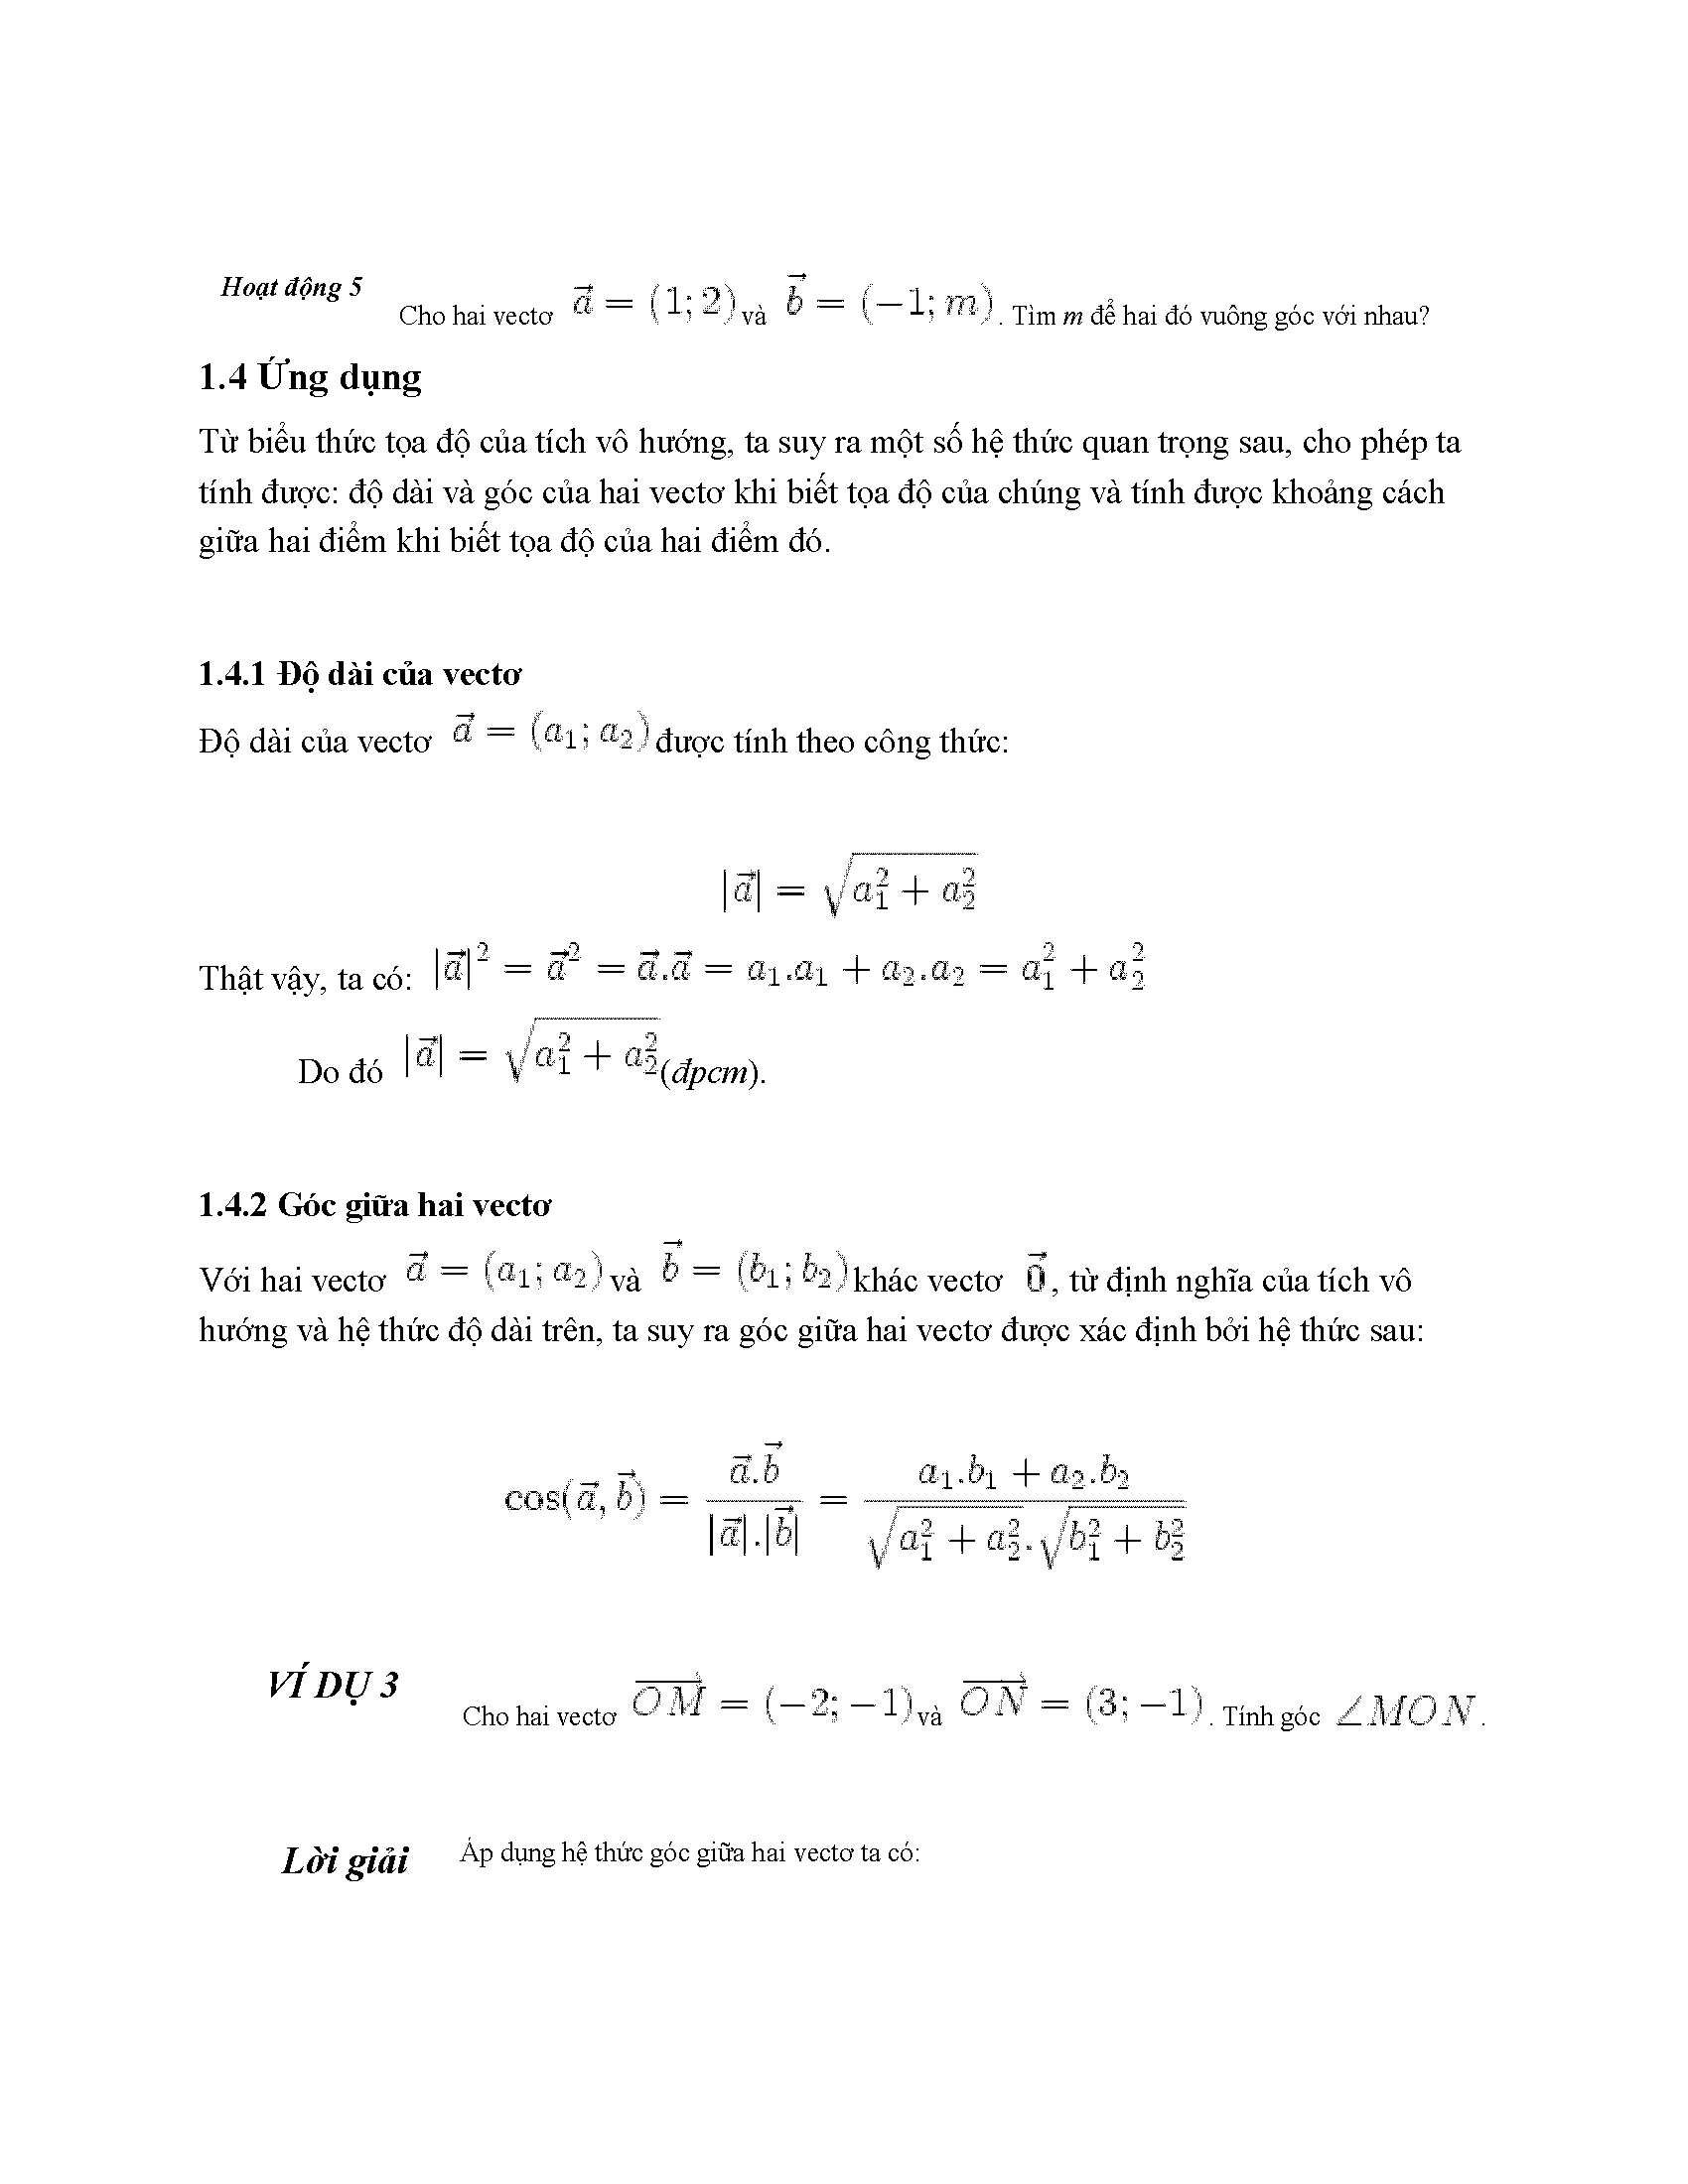 Hoạt động 5 Cho hai vectơ $\vec{a} = (1; 2)$ và $\vec{b} = (-1; m)$. Tìm m để hai đó vuông góc với nhau?
1.4 Ứng dụng
Từ biểu thức tọa độ của tích vô hướng, ta suy ra một số hệ thức quan trọng sau, cho phép ta
tính được: độ dài và góc của hai vectơ khi biết tọa độ của chúng và tính được khoảng cách
giữa hai điểm khi biết tọa độ của hai điểm đó.
1.4.1 Độ dài của vectơ
Độ dài của vectơ $\vec{a} = (a_1; a_2)$ được tính theo công thức:
$|\vec{a}| = \sqrt{a_1^2 + a_2^2}$
Thật vậy, ta có: $|\vec{a}|^2 = \vec{a}^2 = \vec{a}.\vec{a} = a_1.a_1 + a_2.a_2 = a_1^2 + a_2^2$
Do đó $|\vec{a}| = \sqrt{a_1^2 + a_2^2}$ (đpcm).
1.4.2 Góc giữa hai vectơ
Với hai vectơ $\vec{a} = (a_1; a_2)$ và $\vec{b} = (b_1; b_2)$ khác vectơ $\vec{0}$, từ định nghĩa của tích vô
hướng và hệ thức độ dài trên, ta suy ra góc giữa hai vectơ được xác định bởi hệ thức sau:
$\cos(\vec{a}, \vec{b}) = \frac{\vec{a}.\vec{b}}{|\vec{a}|.|\vec{b}|} = \frac{a_1.b_1 + a_2.b_2}{\sqrt{a_1^2 + a_2^2}.\sqrt{b_1^2 + b_2^2}}$
VÍ DỤ 3 Cho hai vectơ $\overrightarrow{OM} = (-2; -1)$ và $\overrightarrow{ON} = (3; -1)$. Tính góc $\angle MON$.
Lời giải Áp dụng hệ thức góc giữa hai vectơ ta có: